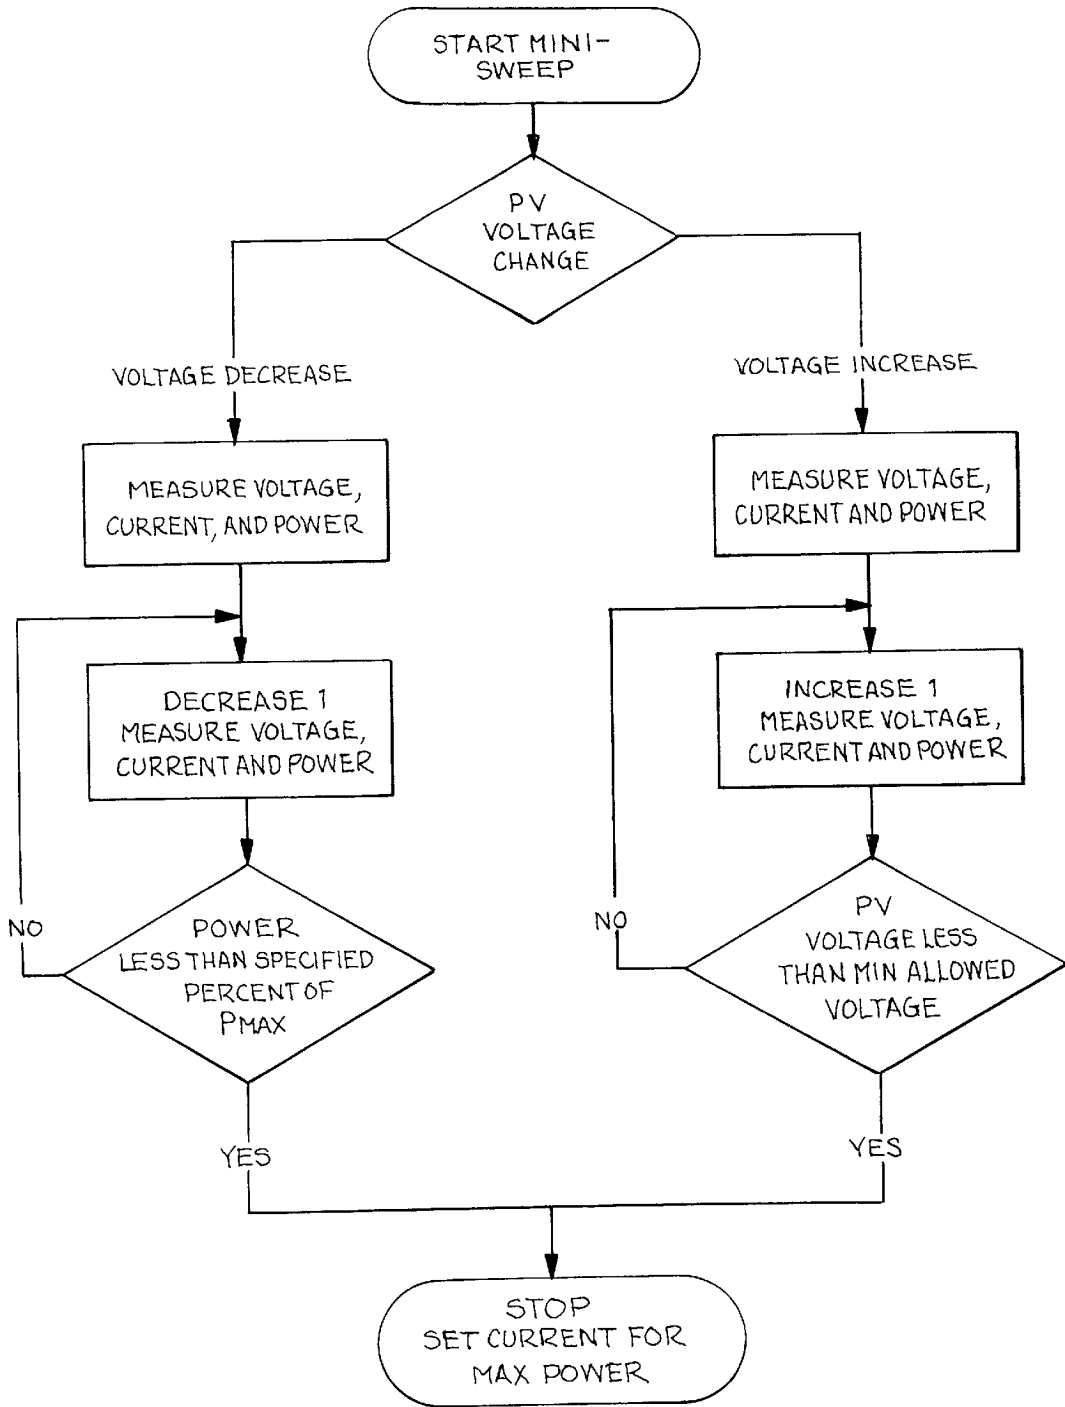 START MINI-
SWEEP
PV
VOLTAGE
CHANGE
VOLTAGE DECREASE
VOLTAGE INCREASE
MEASURE VOLTAGE,
CURRENT, AND POWER
MEASURE VOLTAGE,
CURRENT AND POWER
DECREASE 1
MEASURE VOLTAGE,
CURRENT AND POWER
INCREASE 1
MEASURE VOLTAGE,
CURRENT AND POWER
NO
POWER
LESS THAN SPECIFIED
PERCENT OF
PMAX
NO
PV
VOLTAGE LESS
THAN MIN ALLOWED
VOLTAGE
YES
YES
STOP
SET CURRENT FOR
MAX POWER